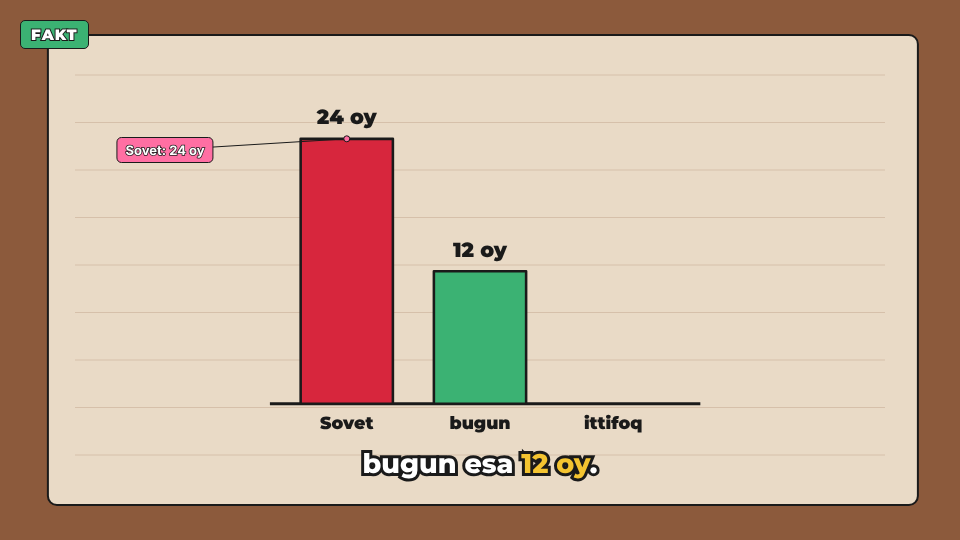 FAKT
24 oy
Sovet: 24 oy
12 oy
Sovet bugun ittifoq
bugun esa 12 oy.